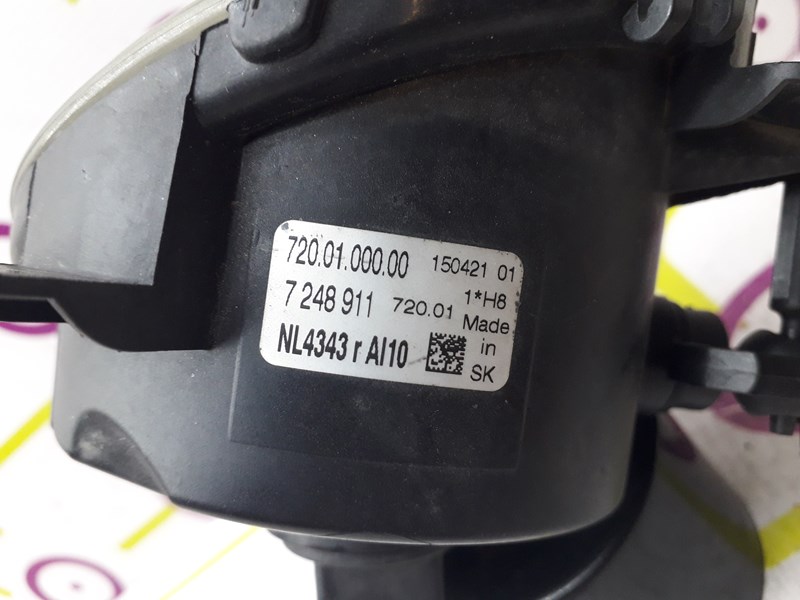 720.01.000.00 150421 01
7 248 911 720.01 1*H8
NL4343 r AI10 Made
in
SK